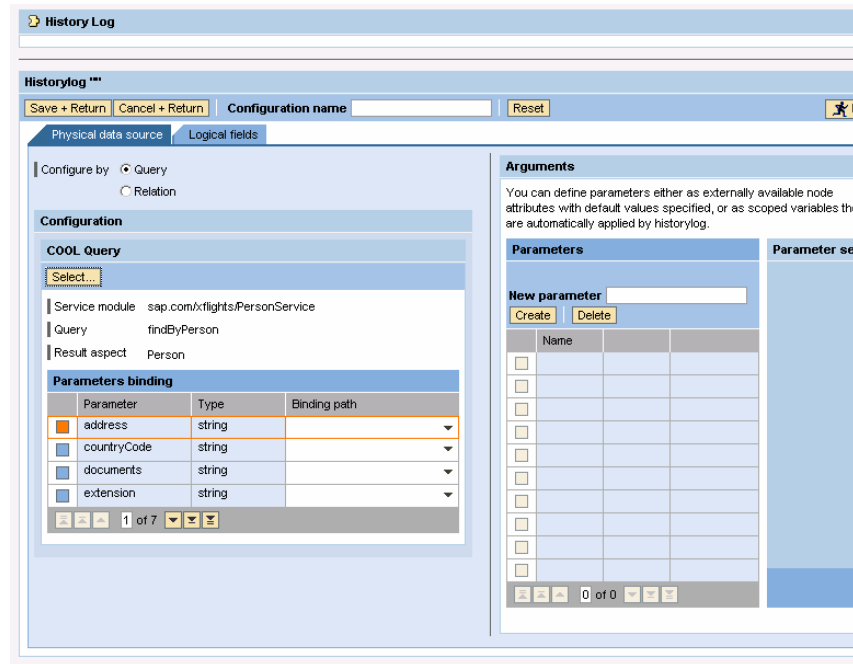 History Log
Historylog ""
Save + Return Cancel + Return Configuration name Reset
Physical data source Logical fields
Configure by Query
Relation
Configuration
COOL Query
Select...
Service module sap.com/xflights/PersonService
Query findByPerson
Result aspect Person
Parameters binding
Parameter Type Binding path
address string
countryCode string
documents string
extension string
1 of 7
Arguments
You can define parameters either as externally available node
attributes with default values specified, or as scoped variables
are automatically applied by historylog.
Parameters
New parameter
Create Delete
Name
0 of 0
Parameter